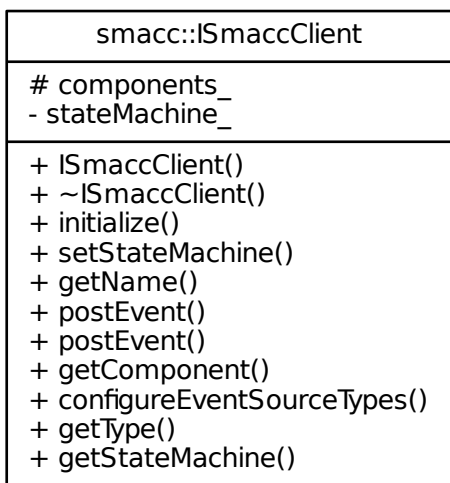 smacc::ISmaccClient
# components_
- stateMachine_
+ ISmaccClient()
+ ~ISmaccClient()
+ initialize()
+ setStateMachine()
+ getName()
+ postEvent()
+ postEvent()
+ getComponent()
+ configureEventSourceTypes()
+ getType()
+ getStateMachine()